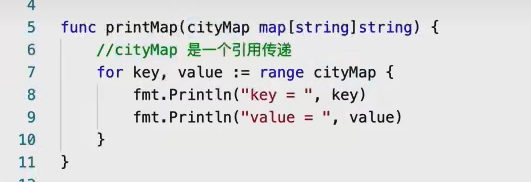 4
5 func printMap(cityMap map[string]string) {
6 //cityMap 是一个引用传递
7 for key, value := range cityMap {
8 fmt.Println("key = ", key)
9 fmt.Println("value = ", value)
10 }
11 }